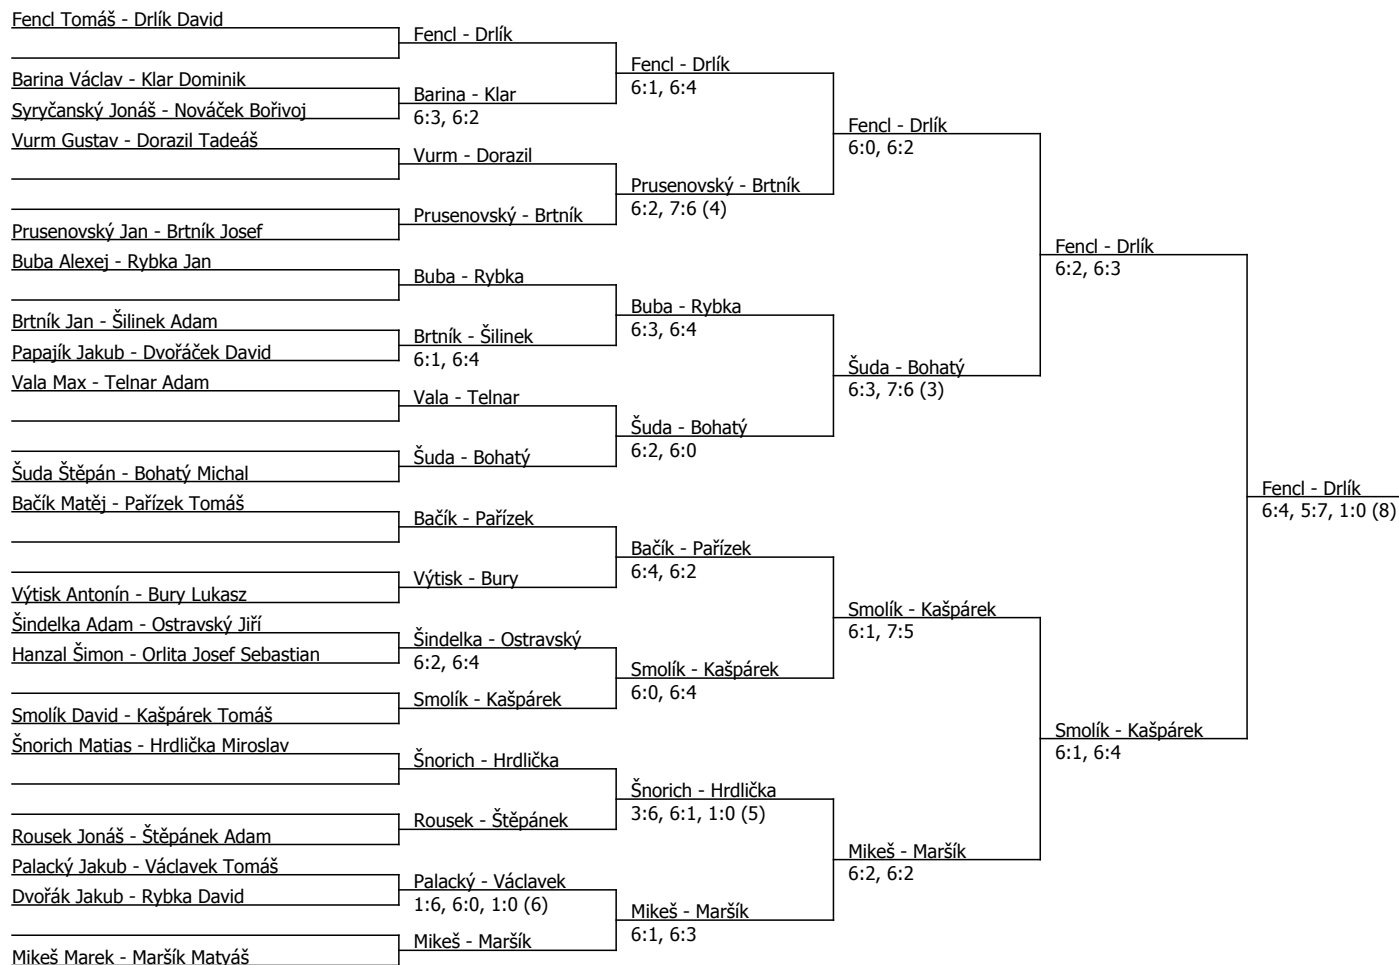 Fencl Tomáš - Drlík David
Barina Václav - Klar Dominik
Syryčanský Jonáš - Nováček Bořivoj
Vurm Gustav - Dorazil Tadeáš
Prusenovský Jan - Brtník Josef
Buba Alexej - Rybka Jan
Brtník Jan - Šilinek Adam
Papajík Jakub - Dvořáček David
Vala Max - Telnar Adam
Šuda Štěpán - Bohatý Michal
Bačík Matěj - Pařízek Tomáš
Výtisk Antonín - Bury Lukasz
Šindelka Adam - Ostravský Jiří
Hanzal Šimon - Orlita Josef Sebastian
Smolík David - Kašpárek Tomáš
Šnorich Matias - Hrdlička Miroslav
Rousek Jonáš - Štěpánek Adam
Palacký Jakub - Václavek Tomáš
Dvořák Jakub - Rybka David
Mikeš Marek - Maršík Matyáš
Fencl - Drlík
Barina - Klar
6:3, 6:2
Vurm - Dorazil
Prusenovský - Brtník
Buba - Rybka
Brtník - Šilinek
6:1, 6:4
Vala - Telnar
Šuda - Bohatý
Bačík - Pařízek
Výtisk - Bury
Šindelka - Ostravský
6:2, 6:4
Smolík - Kašpárek
Šnorich - Hrdlička
Rousek - Štěpánek
Palacký - Václavek
1:6, 6:0, 1:0 (6)
Mikeš - Maršík
Fencl - Drlík
6:1, 6:4
Prusenovský - Brtník
6:2, 7:6 (4)
Buba - Rybka
6:3, 6:4
Šuda - Bohatý
6:2, 6:0
Bačík - Pařízek
6:4, 6:2
Smolík - Kašpárek
6:0, 6:4
Šnorich - Hrdlička
3:6, 6:1, 1:0 (5)
Mikeš - Maršík
6:1, 6:3
Fencl - Drlík
6:0, 6:2
Šuda - Bohatý
6:3, 7:6 (3)
Smolík - Kašpárek
6:1, 7:5
Mikeš - Maršík
6:2, 6:2
Fencl - Drlík
6:2, 6:3
Smolík - Kašpárek
6:1, 6:4
Fencl - Drlík
6:4, 5:7, 1:0 (8)